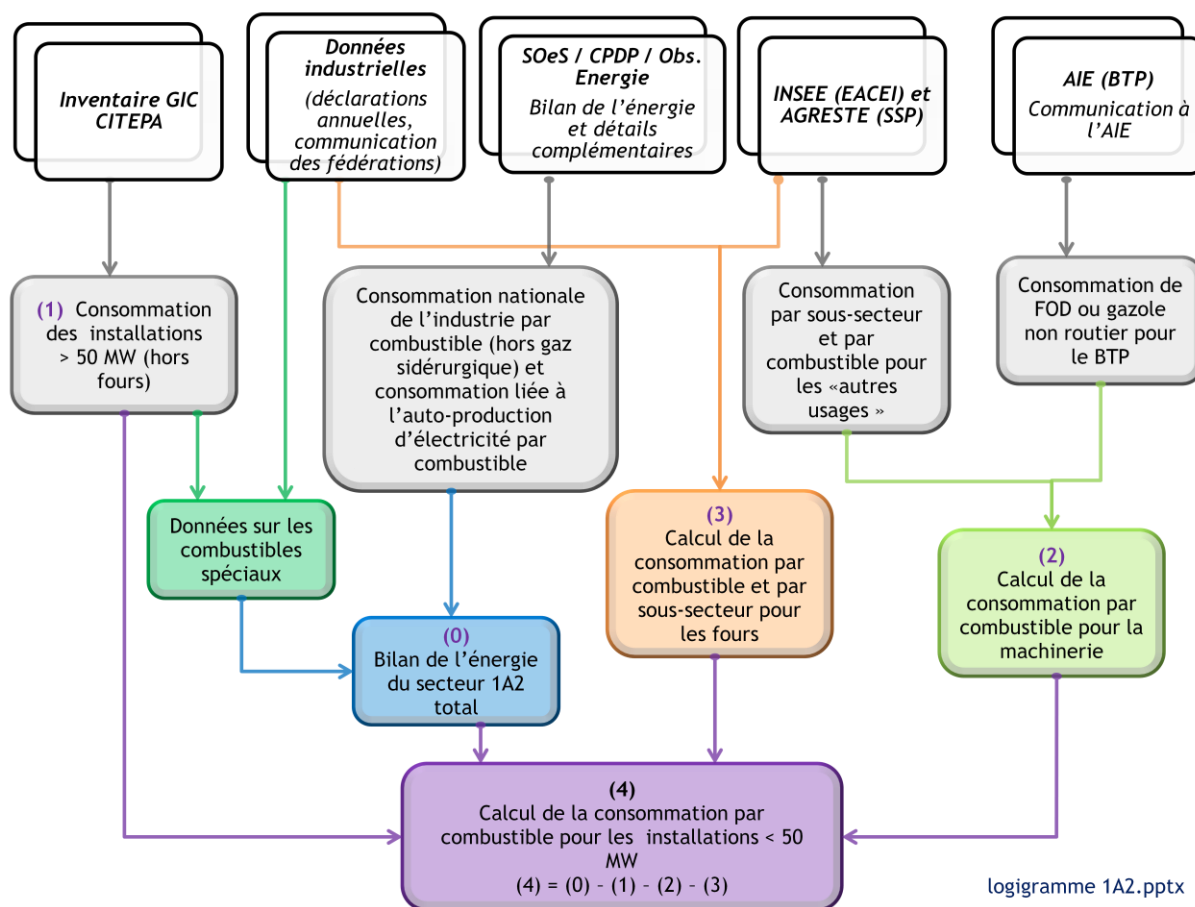 Inventaire GIC
CITEPA
Données
industrielles
(déclarations
annuelles,
communication
des fédérations)
SOeS / CPDP / Obs.
Energie
Bilan de l’énergie
et détails
complémentaires
INSEE (EACEI) et
AGRESTE (SSP)
AIE (BTP)
Communication à
l’AIE
(1) Consommation
des installations
> 50 MW (hors
fours)
Consommation nationale
de l’industrie par
combustible (hors gaz
sidérurgique) et
consommation liée à
l’auto-production
d’électricité par
combustible
Consommation
par sous-secteur
et par
combustible pour
les «autres
usages »
Consommation de
FOD ou gazole
non routier pour
le BTP
Données sur les
combustibles
spéciaux
(0)
Bilan de l’énergie
du secteur 1A2
total
(3)
Calcul de la
consommation par
combustible et par
sous-secteur pour
les fours
(2)
Calcul de la
consommation par
combustible pour la
machinerie
(4)
Calcul de la consommation par
combustible pour les installations < 50
MW
(4) = (0) – (1) – (2) – (3)
logigramme 1A2.pptx